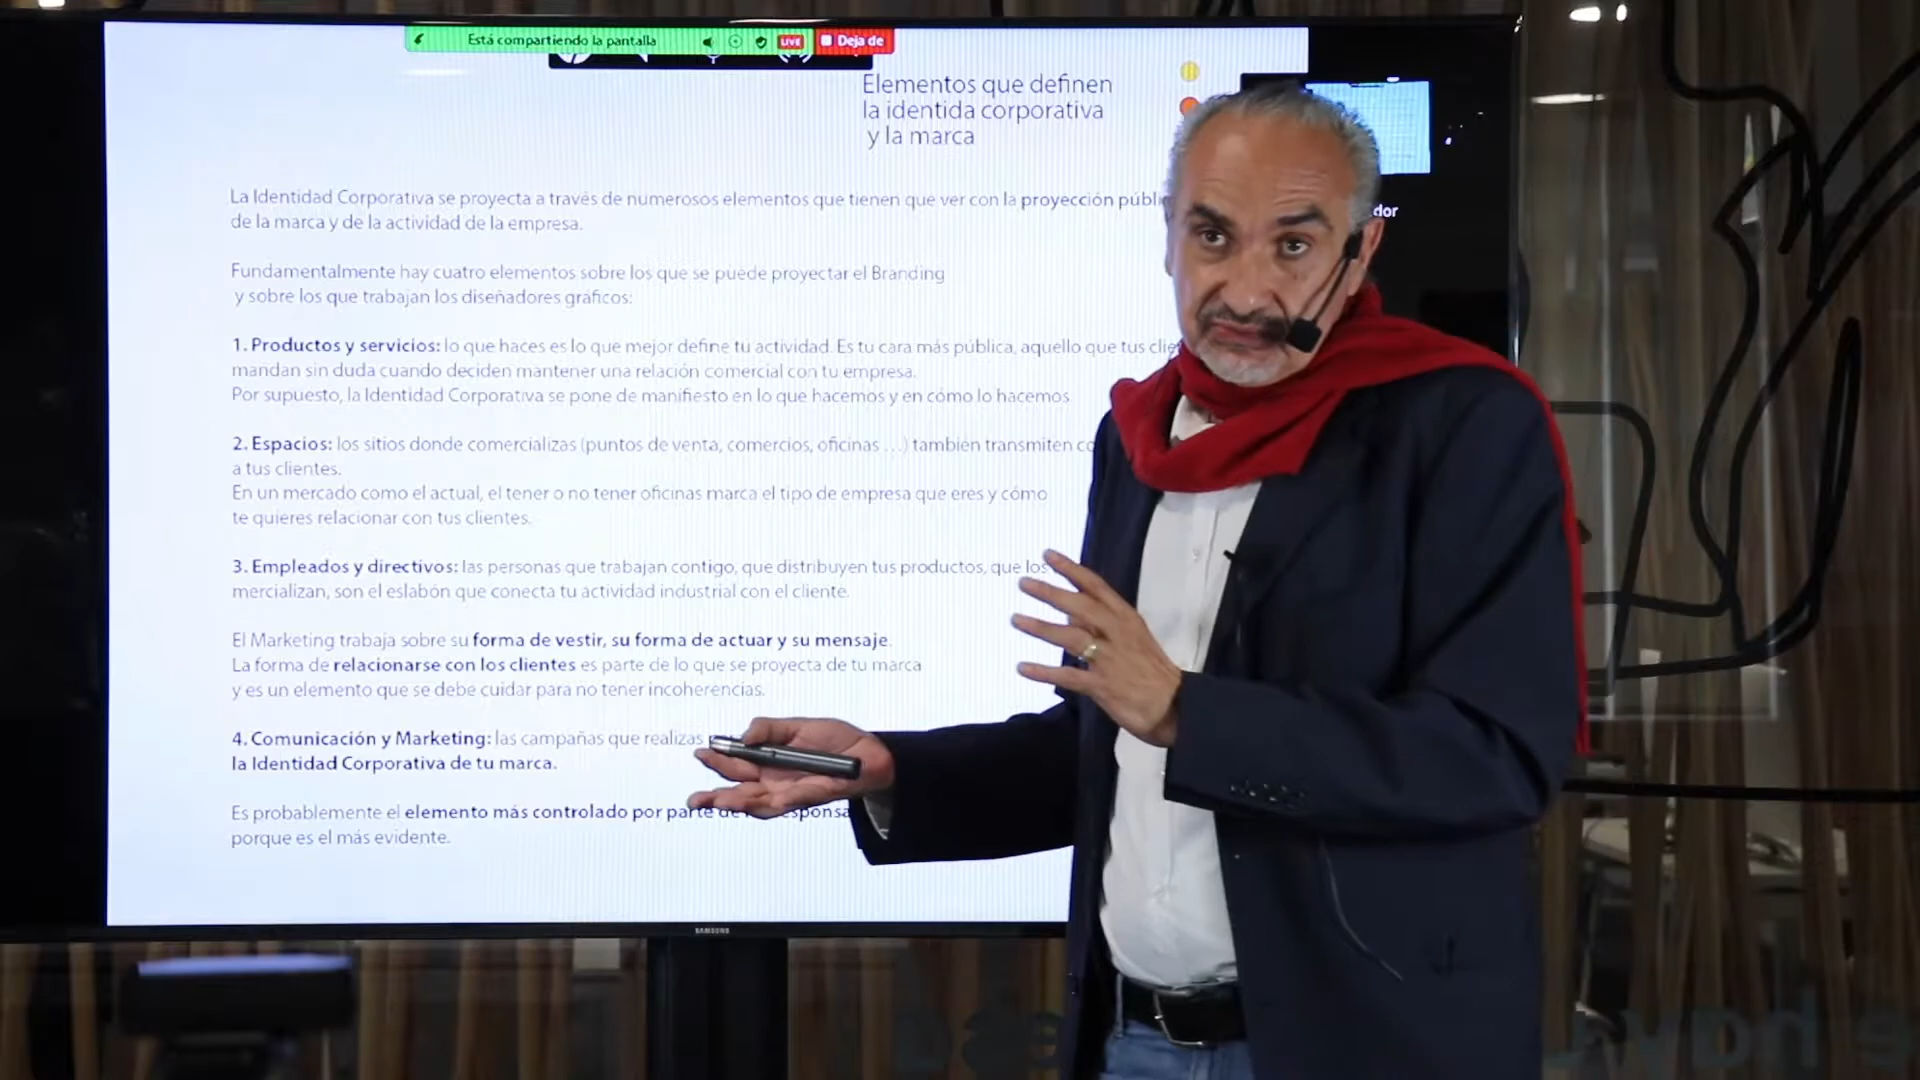 Está compartiendo la pantalla
LIVE
Deja de
Elementos que definen
la identida corporativa
y la marca
dor
La Identidad Corporativa se proyecta a través de numerosos elementos que tienen que ver con la proyección públi
de la marca y de la actividad de la empresa.
Fundamentalmente hay cuatro elementos sobre los que se puede proyectar el Branding
y sobre los que trabajan los diseñadores gráficos:
1. Productos y servicios: lo que haces es lo que mejor define tu actividad. Es tu cara más pública, aquello que tus clie
mandan sin duda cuando deciden mantener una relación comercial con tu empresa.
Por supuesto, la Identidad Corporativa se pone de manifiesto en lo que hacemos y en cómo lo hacemos
2. Espacios: los sitios donde comercializas (puntos de venta, comercios, oficinas ...) también transmiten co
a tus clientes.
En un mercado como el actual, el tener o no tener oficinas marca el tipo de empresa que eres y cómo
te quieres relacionar con tus clientes.
3. Empleados y directivos: las personas que trabajan contigo, que distribuyen tus productos, que los
mercializan, son el eslabón que conecta tu actividad industrial con el cliente.
El Marketing trabaja sobre su forma de vestir, su forma de actuar y su mensaje.
La forma de relacionarse con los clientes es parte de lo que se proyecta de tu marca
y es un elemento que se debe cuidar para no tener incoherencias.
4. Comunicación y Marketing: las campañas que realizas
la Identidad Corporativa de tu marca.
Es probablemente el elemento más controlado por parte de responsa
porque es el más evidente.
SAMSUNG